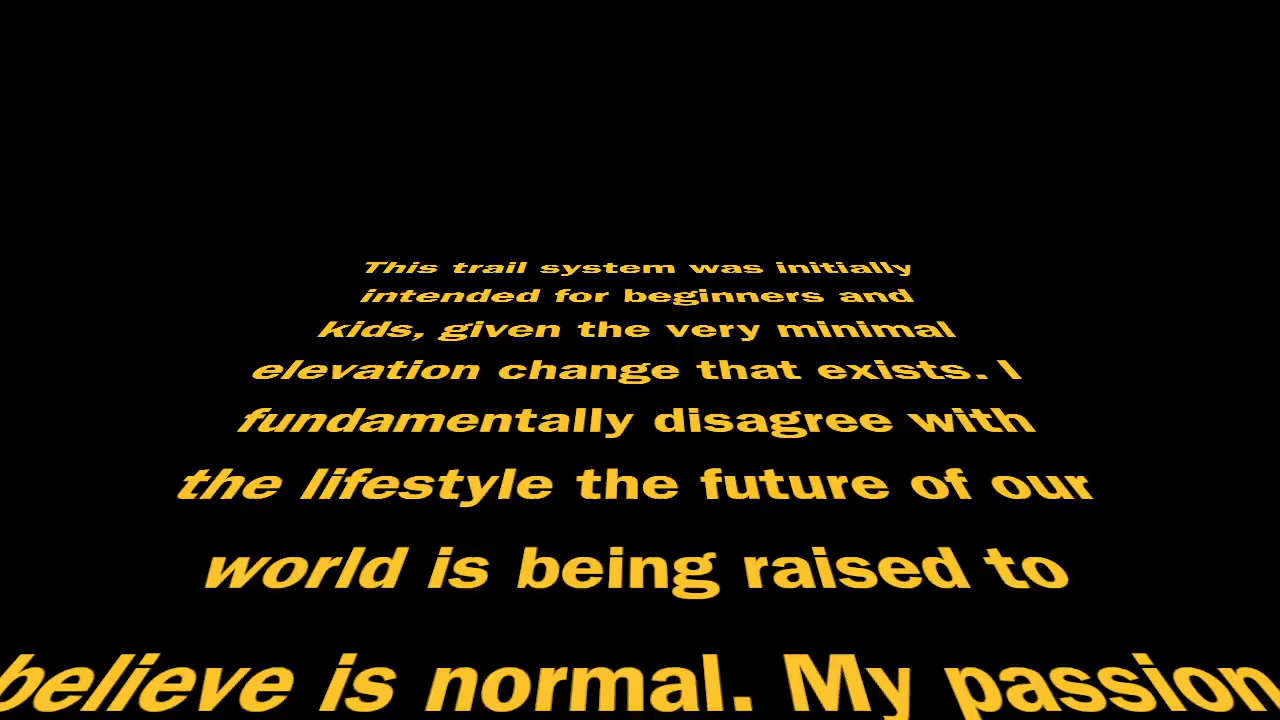 This trail system was initially
intended for beginners and
kids, given the very minimal
elevation change that exists. I
fundamentally disagree with
the lifestyle the future of our
world is being raised to
believe is normal. My passion